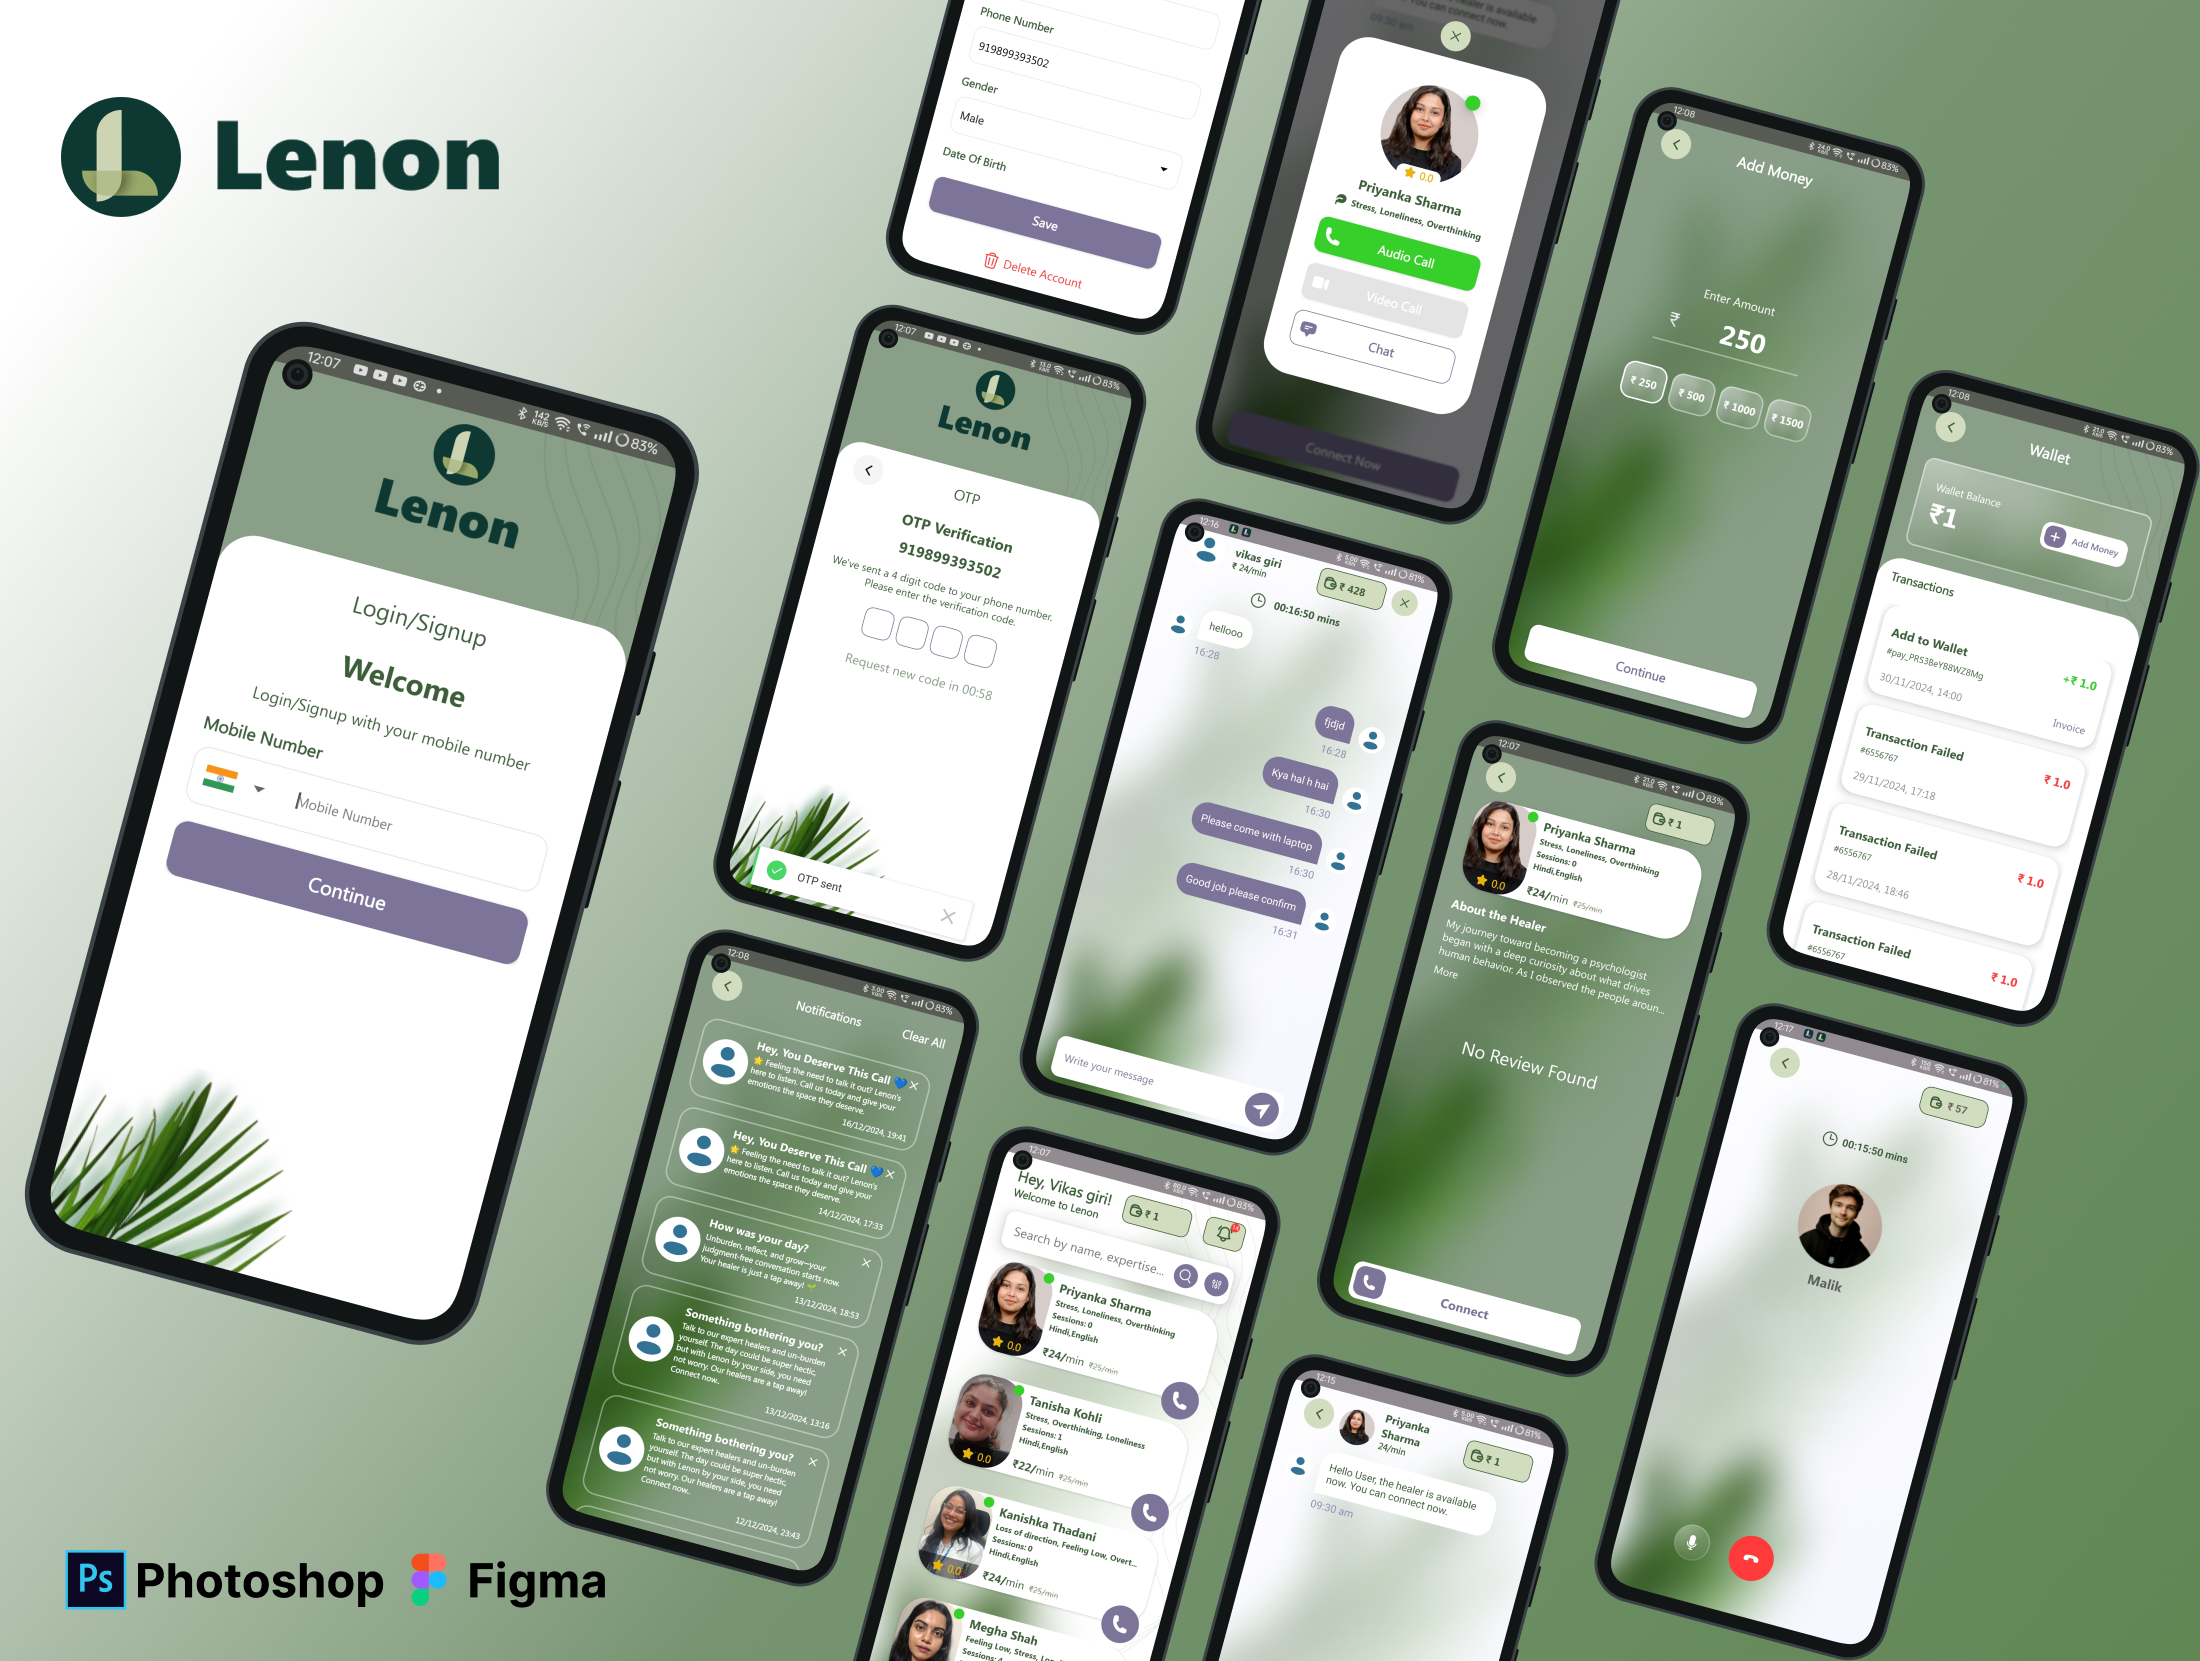 Lenon
Phone Number
919899393502
Gender
Male
Date Of Birth
Save
Delete Account
healer is available
You can connect now.
09:30 am
0.0
Priyanka Sharma
Stress, Loneliness, Overthinking
Audio Call
Video Call
Chat
Connect Now
12:08
83%
Add Money
Enter Amount
₹
250
₹ 250
₹ 500
₹ 1000
₹ 1500
Continue
12:08
83%
Wallet
Wallet Balance
₹1
Add Money
Transactions
Add to Wallet
#pay_PRS3BeYB8WZ8Mg
+₹ 1.0
30/11/2024, 14:00
Invoice
Transaction Failed
#6556767
₹ 1.0
29/11/2024, 17:18
Transaction Failed
#6556767
₹ 1.0
28/11/2024, 18:46
Transaction Failed
#6556767
₹ 1.0
12:07
142
KB/S
83%
Lenon
Login/Signup
Welcome
Login/Signup with your mobile number
Mobile Number
Mobile Number
Continue
12:07
83%
Lenon
OTP
OTP Verification
919899393502
We've sent a 4 digit code to your phone number.
Please enter the verification code.
Request new code in 00:58
OTP sent
12:16
81%
vikas giri
₹ 24/min
₹ 428
00:16:50 mins
hellooo
16:28
fjdjd
16:28
Kya hal h hai
16:30
Please come with laptop
16:30
Good job please confirm
16:31
Write your message
12:07
83%
₹ 1
Priyanka Sharma
Stress, Loneliness, Overthinking
Sessions: 0
Hindi,English
0.0
₹24/min ₹25/min
About the Healer
My journey toward becoming a psychologist
began with a deep curiosity about what drives
human behavior. As I observed the people aroun...
More
No Review Found
Connect
12:08
83%
Notifications
Clear All
Hey, You Deserve This Call 💙
🌟 Feeling the need to talk it out? Lenon's
here to listen. Call us today and give your
emotions the space they deserve.
16/12/2024, 19:41
Hey, You Deserve This Call 💙
🌟 Feeling the need to talk it out? Lenon's
here to listen. Call us today and give your
emotions the space they deserve.
14/12/2024, 17:33
How was your day?
Unburden, reflect, and grow—your
judgment-free conversation starts now.
Your healer is just a tap away! 🌱
13/12/2024, 18:53
Something bothering you?
Talk to our expert healers and un-burden
yourself. The day could be super hectic,
but with Lenon by your side, you need
not worry. Our healers are a tap away!
Connect now..
13/12/2024, 13:16
Something bothering you?
Talk to our expert healers and un-burden
yourself. The day could be super hectic,
but with Lenon by your side, you need
not worry. Our healers are a tap away!
Connect now..
12/12/2024, 23:43
12:07
83%
Hey, Vikas giri!
Welcome to Lenon
₹ 1
Search by name, expertise...
Priyanka Sharma
Stress, Loneliness, Overthinking
Sessions: 0
Hindi,English
0.0
₹24/min ₹25/min
Tanisha Kohli
Stress, Overthinking, Loneliness
Sessions: 1
Hindi,English
0.0
₹22/min ₹25/min
Kanishka Thadani
Loss of direction, Feeling Low, Overt...
Sessions: 0
Hindi,English
0.0
₹24/min ₹25/min
Megha Shah
Feeling Low, Stress,
12:15
81%
Priyanka
Sharma
24/min
₹ 1
Hello User, the healer is available
now. You can connect now.
09:30 am
12:17
81%
₹ 57
00:15:50 mins
Malik
Ps Photoshop
Figma